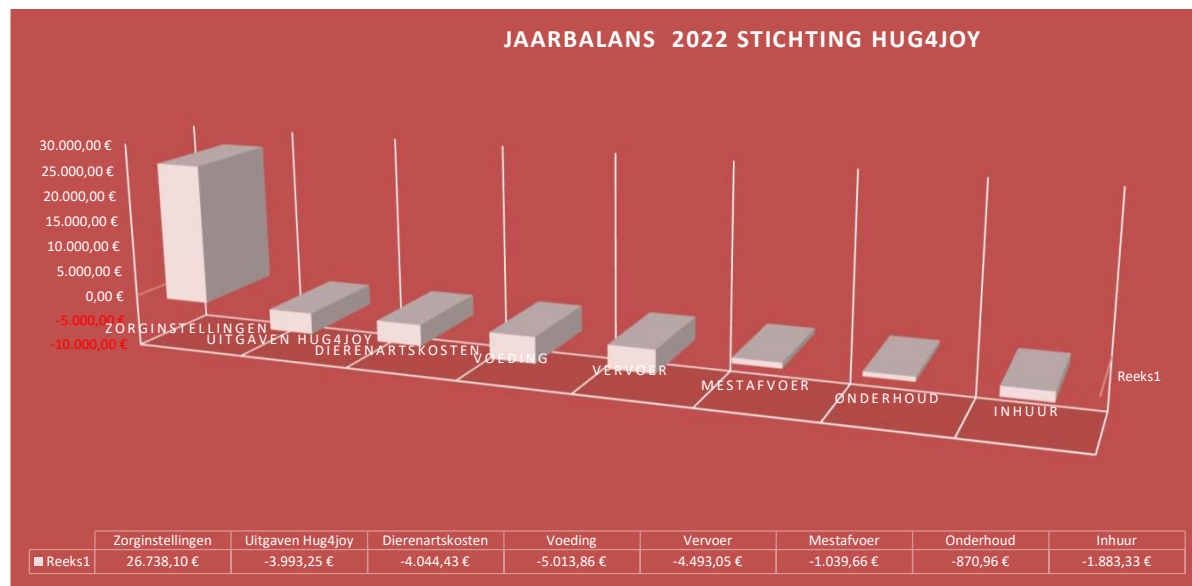 JAARBALANS 2022 STICHTING HUG4JOY
30.000,00 €
25.000,00 €
20.000,00 €
15.000,00 €
10.000,00 €
5.000,00 €
0,00 €
-5.000,00 €
-10.000,00 €
ZORGINSTELLINGEN
UITGAVEN HUG4JOY
DIERENARTSKOSTEN
VOEDING
VERVOER
MESTAFVOER
ONDERHOUD
INHUUR
Reeks1
Zorginstellingen Uitgaven Hug4joy Dierenartskosten Voeding Vervoer Mestafvoer Onderhoud Inhuur
Reeks1 26.738,10 € -3.993,25 € -4.044,43 € -5.013,86 € -4.493,05 € -1.039,66 € -870,96 € -1.883,33 €